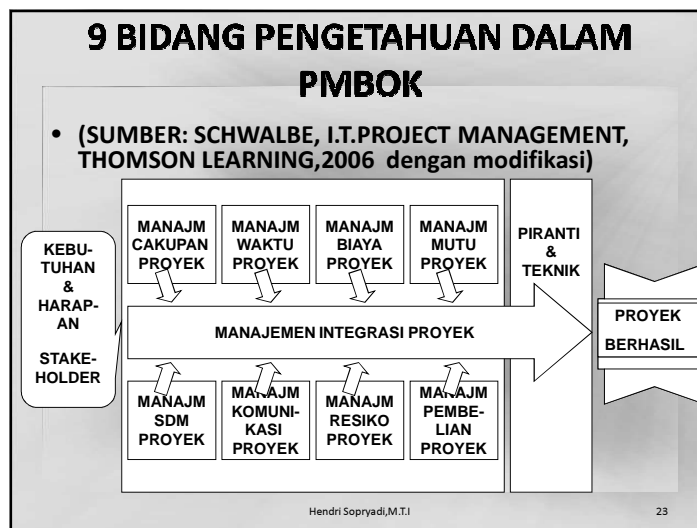 9 BIDANG PENGETAHUAN DALAM
PMBOK
• (SUMBER: SCHWALBE, I.T.PROJECT MANAGEMENT,
THOMSON LEARNING,2006 dengan modifikasi)
KEBU-
TUHAN
&
HARAP-
AN
STAKE-
HOLDER
MANAJM
CAKUPAN
PROYEK
MANAJM
WAKTU
PROYEK
MANAJM
BIAYA
PROYEK
MANAJM
MUTU
PROYEK
PIRANTI
&
TEKNIK
MANAJEMEN INTEGRASI PROYEK
PROYEK
BERHASIL
MANAJM
SDM
PROYEK
MANAJM
KOMUNI-
KASI
PROYEK
MANAJM
RESIKO
PROYEK
MANAJM
PEMBE-
LIAN
PROYEK
Hendri Sopryadi,M.T.I
23